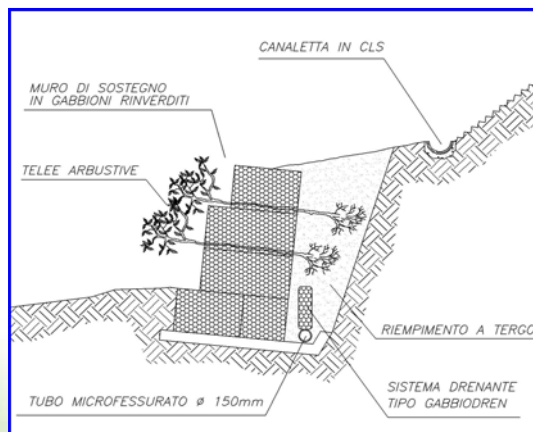 CANALETTA IN CLS
MURO DI SOSTEGNO
IN GABBIONI RINVERDITI
TELEE ARBUSTIVE
RIEMPIMENTO A TERGO
SISTEMA DRENANTE
TIPO GABBIODREN
TUBO MICROFESSURATO ø 150mm